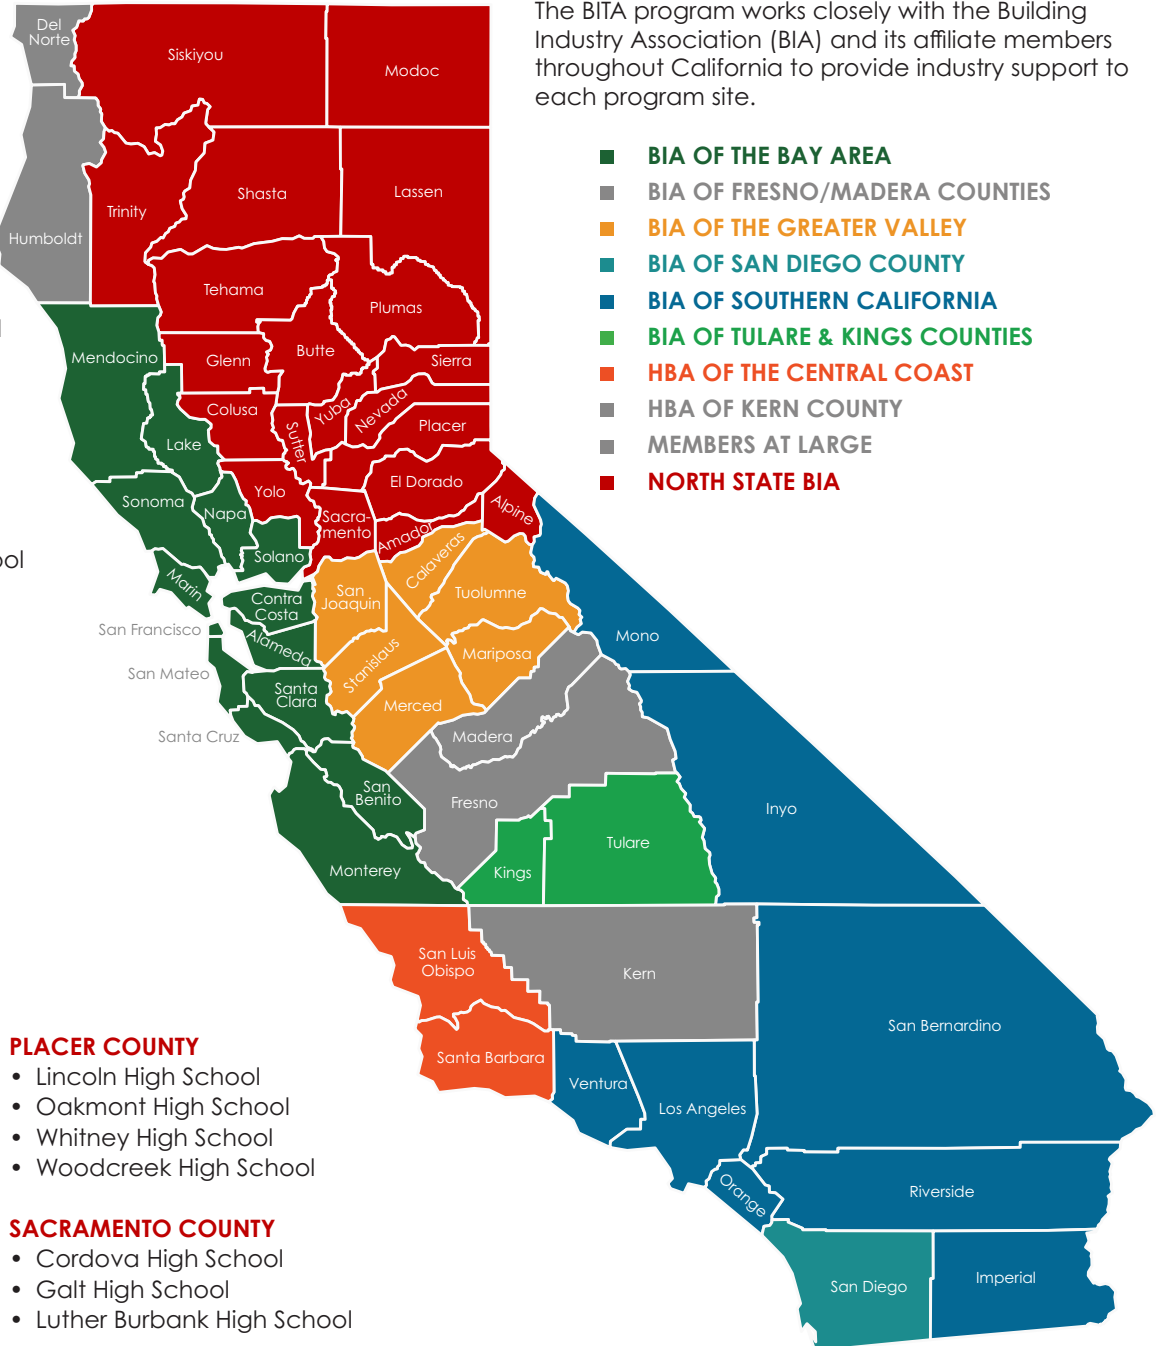 The BITA program works closely with the Building
Industry Association (BIA) and its affiliate members
throughout California to provide industry support to
each program site.
BIA OF THE BAY AREA
BIA OF FRESNO/MADERA COUNTIES
BIA OF THE GREATER VALLEY
BIA OF SAN DIEGO COUNTY
BIA OF SOUTHERN CALIFORNIA
BIA OF TULARE & KINGS COUNTIES
HBA OF THE CENTRAL COAST
HBA OF KERN COUNTY
MEMBERS AT LARGE
NORTH STATE BIA
Del
Norte
Siskiyou
Modoc
Humboldt
Trinity
Shasta
Lassen
Tehama
Plumas
Mendocino
Glenn
Butte
Sierra
Colusa
Sutter
Yuba
Nevada
Placer
Lake
Yolo
El Dorado
Sonoma
Napa
Sacra-
mento
Amador
Alpine
Solano
Marin
Contra
Costa
San
Joaquin
Calaveras
Tuolumne
San Francisco
Alameda
Stanislaus
Mariposa
Mono
San Mateo
Santa
Clara
Merced
Santa Cruz
Madera
San
Benito
Fresno
Inyo
Monterey
Kings
Tulare
San Luis
Obispo
Kern
San Bernardino
Santa Barbara
Ventura
Los Angeles
Orange
Riverside
San Diego
Imperial
ool
PLACER COUNTY
• Lincoln High School
• Oakmont High School
• Whitney High School
• Woodcreek High School
SACRAMENTO COUNTY
• Cordova High School
• Galt High School
• Luther Burbank High School